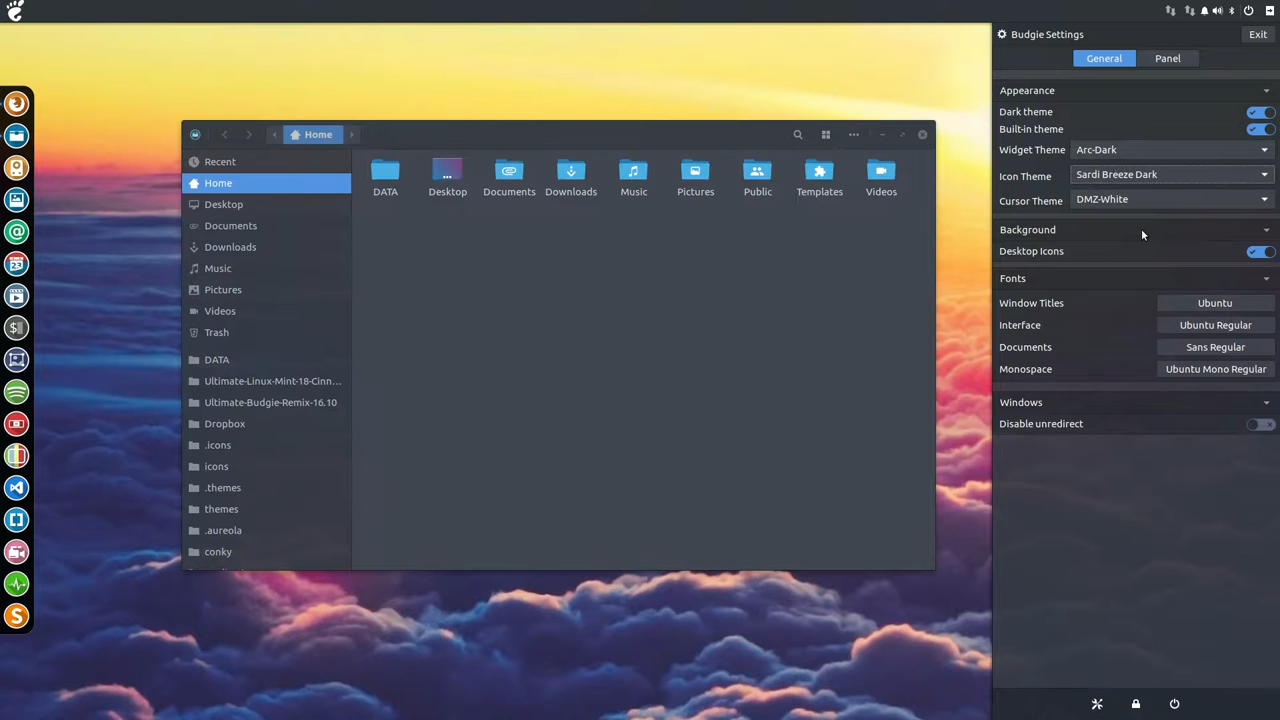 Budgie Settings
Exit
General
Panel
Appearance
Dark theme
Built-in theme
Widget Theme
Arc-Dark
Icon Theme
Sardi Breeze Dark
Cursor Theme
DMZ-White
Background
Desktop Icons
Fonts
Window Titles
Ubuntu
Interface
Ubuntu Regular
Documents
Sans Regular
Monospace
Ubuntu Mono Regular
Windows
Disable unredirect
Home
Recent
Home
Desktop
Documents
Downloads
Music
Pictures
Videos
Trash
DATA
Ultimate-Linux-Mint-18-Cinn...
Ultimate-Budgie-Remix-16.10
Dropbox
.icons
icons
.themes
themes
.aureola
conky
DATA
Desktop
Documents
Downloads
Music
Pictures
Public
Templates
Videos